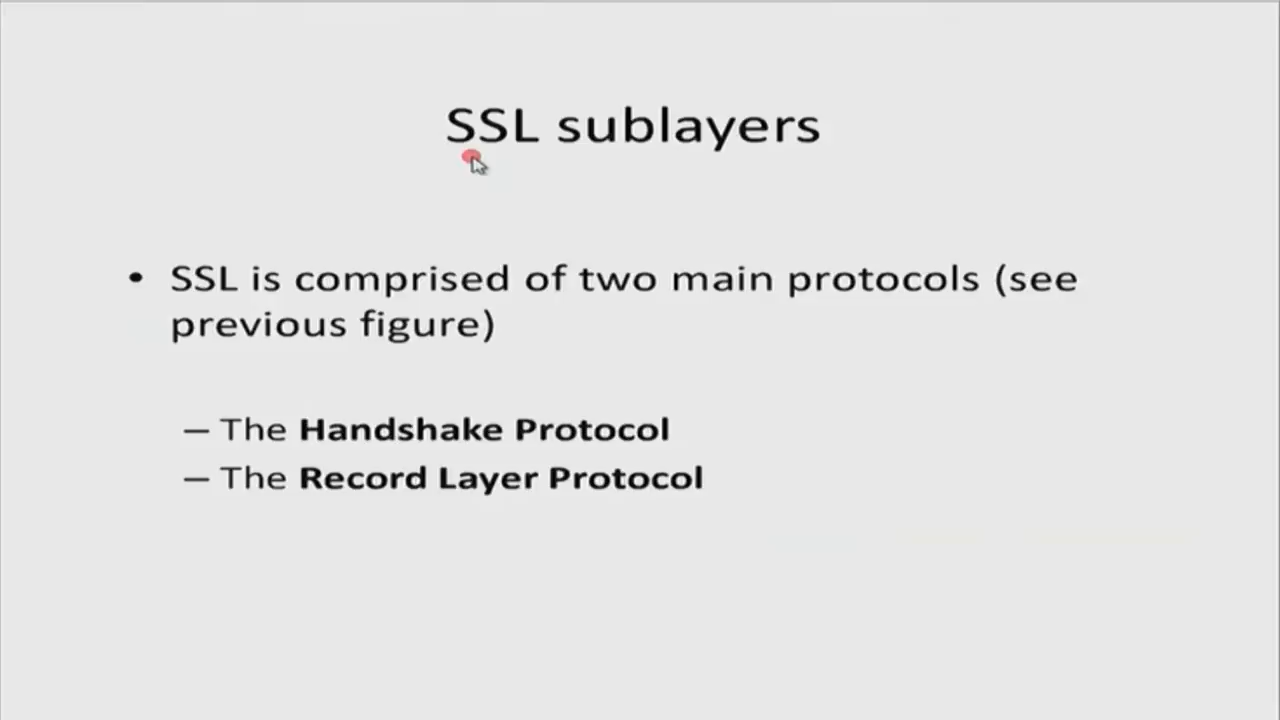 SSL sublayers
• SSL is comprised of two main protocols (see
previous figure)
– The Handshake Protocol
– The Record Layer Protocol